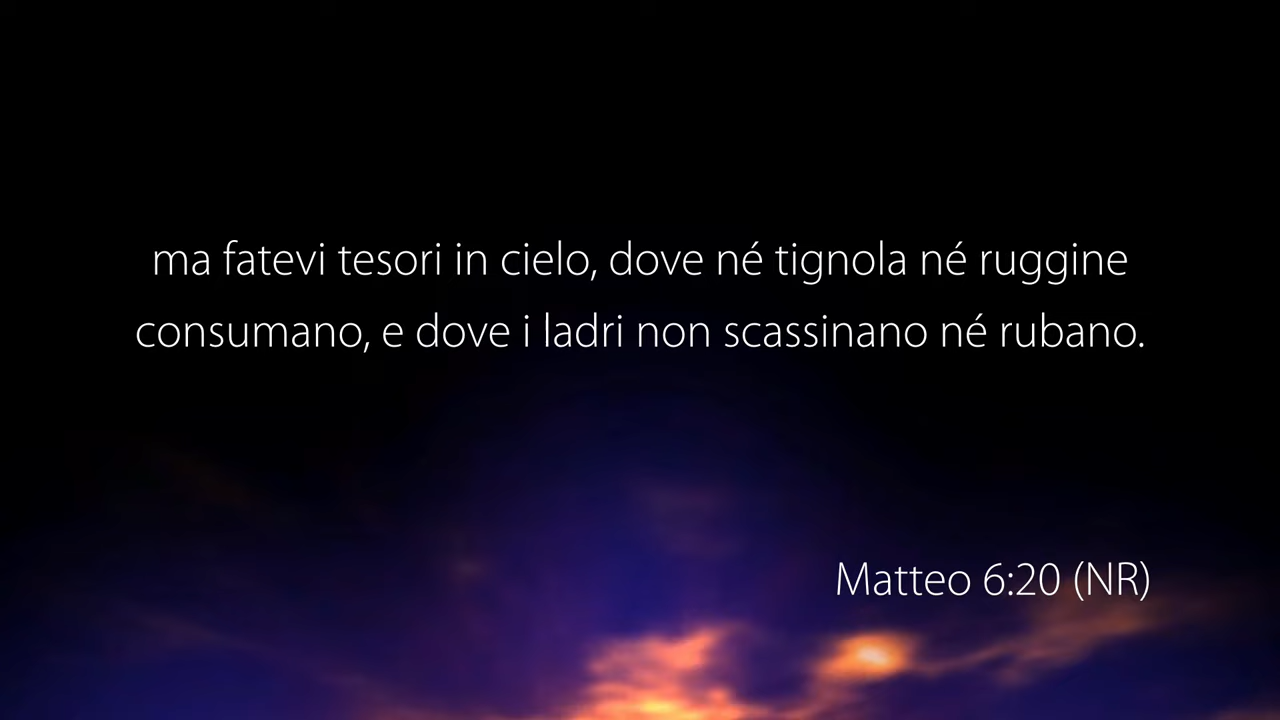 ma fatevi tesori in cielo, dove né tignola né ruggine
consumano, e dove i ladri non scassinano né rubano.
Matteo 6:20 (NR)